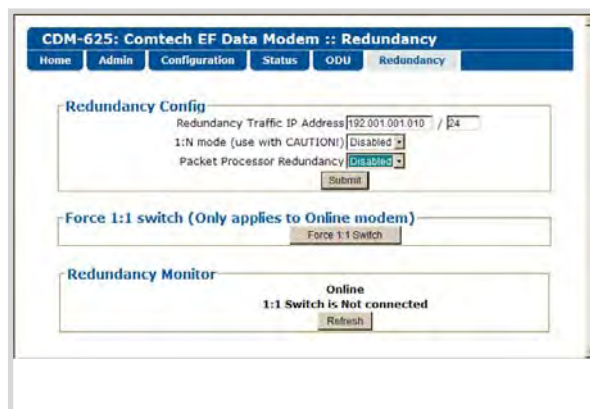 CDM-625: Comtech EF Data Modem :: Redundancy
Home Admin Configuration Status ODU Redundancy
Redundancy Config
Redundancy Traffic IP Address 192.001.001.010 / 24
1:N mode (use with CAUTION!) Disabled
Packet Processor Redundancy Disabled
Submit
Force 1:1 switch (Only applies to Online modem)
Force 1:1 Switch
Redundancy Monitor
Online
1:1 Switch is Not connected
Refresh